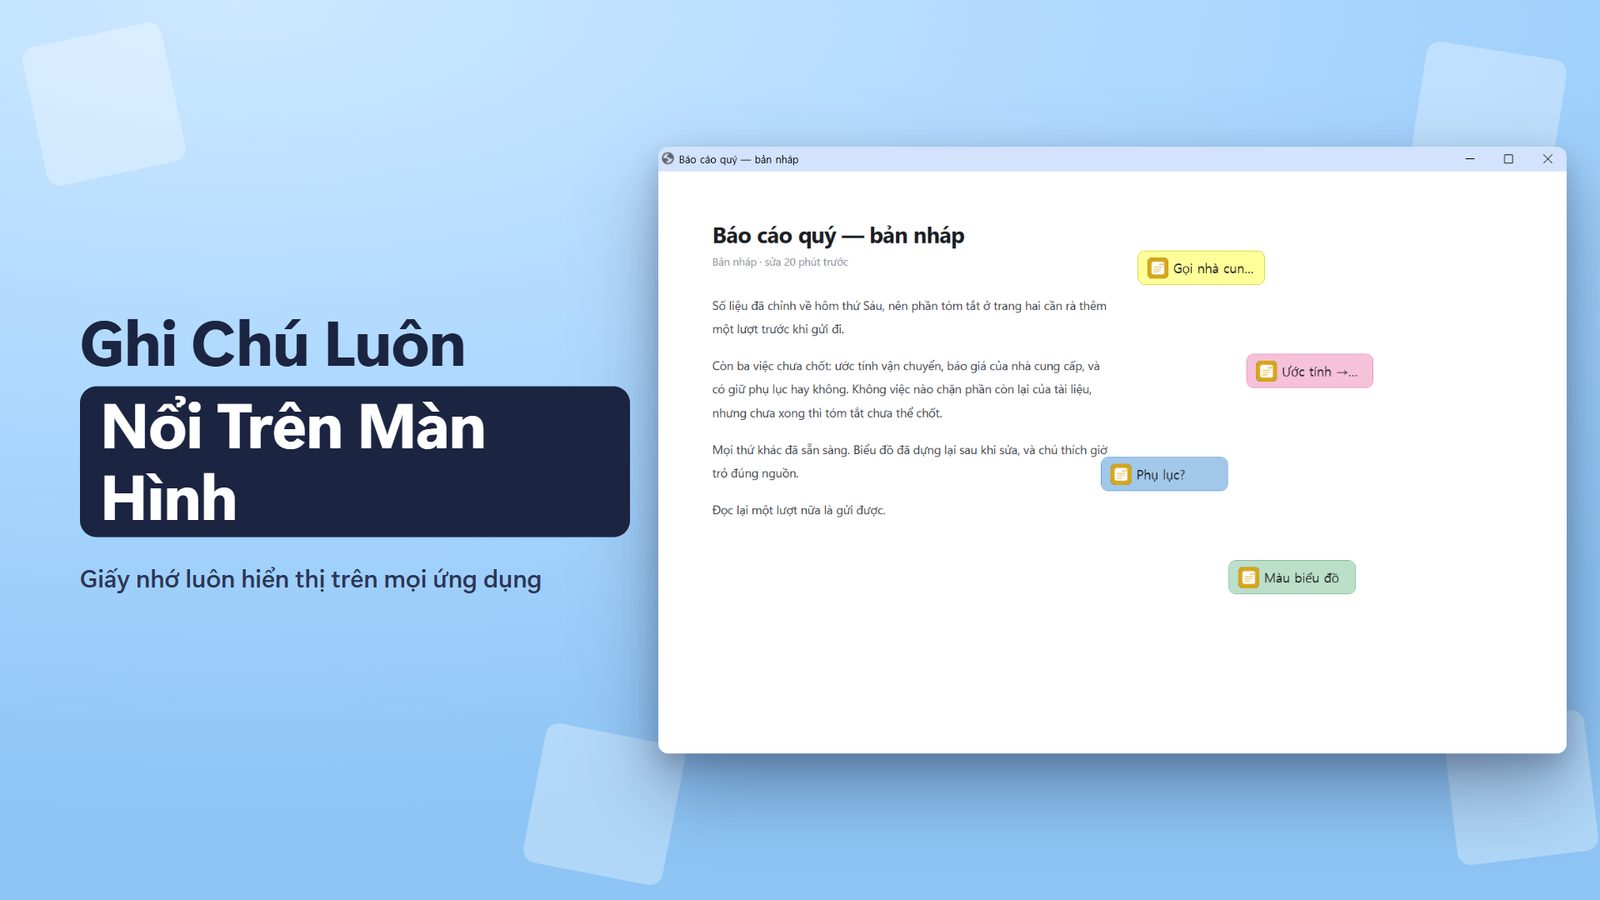 Ghi Chú Luôn
Nổi Trên Màn
Hình
Giấy nhớ luôn hiển thị trên mọi ứng dụng
Báo cáo quý — bản nháp
Báo cáo quý — bản nháp
Bản nháp · sửa 20 phút trước
Số liệu đã chỉnh về hôm thứ Sáu, nên phần tóm tắt ở trang hai cần rà thêm
một lượt trước khi gửi đi.
Còn ba việc chưa chốt: ước tính vận chuyển, báo giá của nhà cung cấp, và
có giữ phụ lục hay không. Không việc nào chặn phần còn lại của tài liệu,
nhưng chưa xong thì tóm tắt chưa thể chốt.
Mọi thứ khác đã sẵn sàng. Biểu đồ đã dựng lại sau khi sửa, và chú thích giờ
trỏ đúng nguồn.
Đọc lại một lượt nữa là gửi được.
Gọi nhà cun...
Ước tính →...
Phụ lục?
Màu biểu đồ